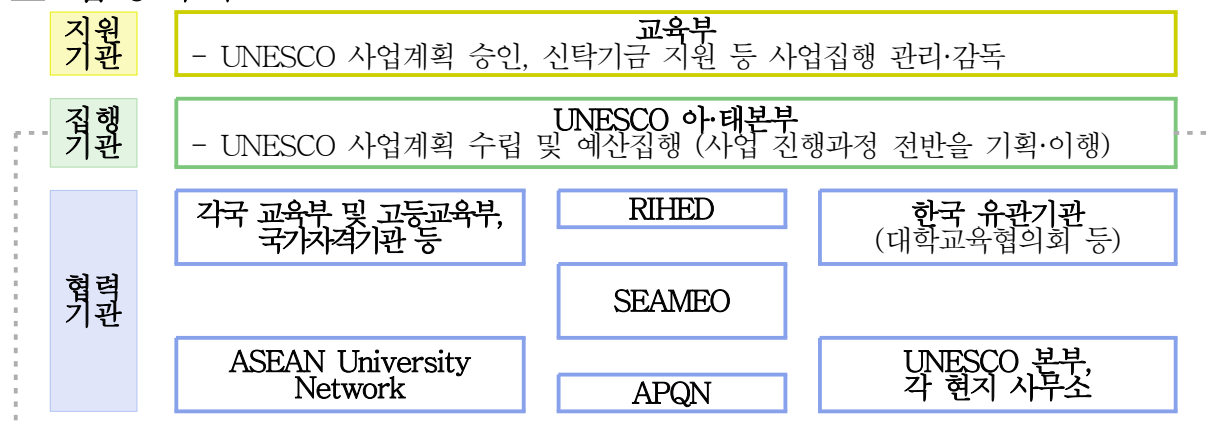 지원
기관
교육부
- UNESCO 사업계획 승인, 신탁기금 지원 등 사업집행 관리·감독
집행
기관
UNESCO 아·태본부
- UNESCO 사업계획 수립 및 예산집행 (사업 진행과정 전반을 기획·이행)
협력
기관
각국 교육부 및 고등교육부,
국가자격기관 등
RIHED
한국 유관기관
(대학교육협의회 등)
SEAMEO
ASEAN University
Network
APQN
UNESCO 본부,
각 현지 사무소